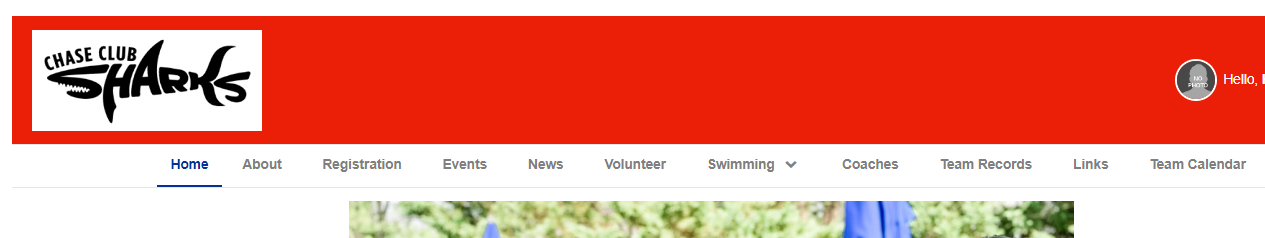 CHASE CLUB
SHARKS
NO
PHOTO
Hello,
Home About Registration Events News Volunteer Swimming Coaches Team Records Links Team Calendar